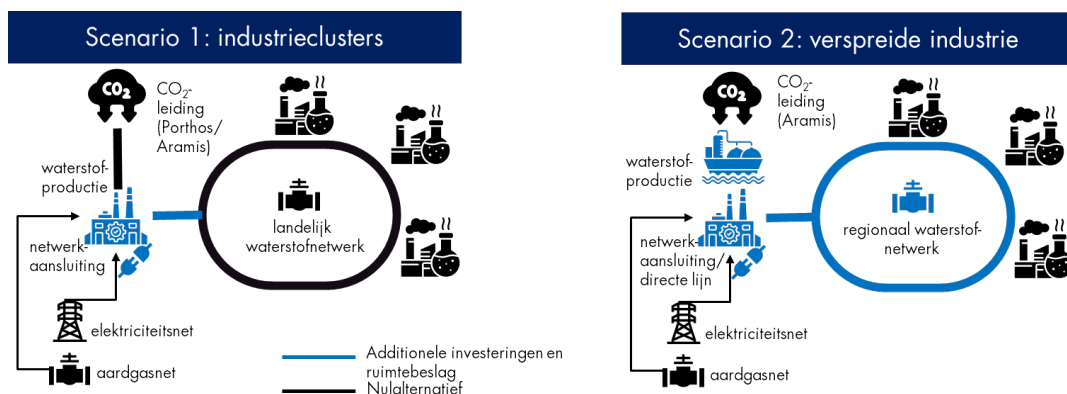 Scenario 1: industrieclusters
CO2
CO2-
leiding
(Porthos/
Aramis)
waterstof-
productie
netwerk-
aansluiting
landelijk
waterstofnetwerk
elektriciteitsnet
aardgasnet
Additionele investeringen en
ruimtebeslag
Nulalternatief
Scenario 2: verspreide industrie
CO2
CO2-
leiding
(Aramis)
waterstof-
productie
netwerk-
aansluiting/
directe lijn
regionaal waterstof-
netwerk
elektriciteitsnet
aardgasnet